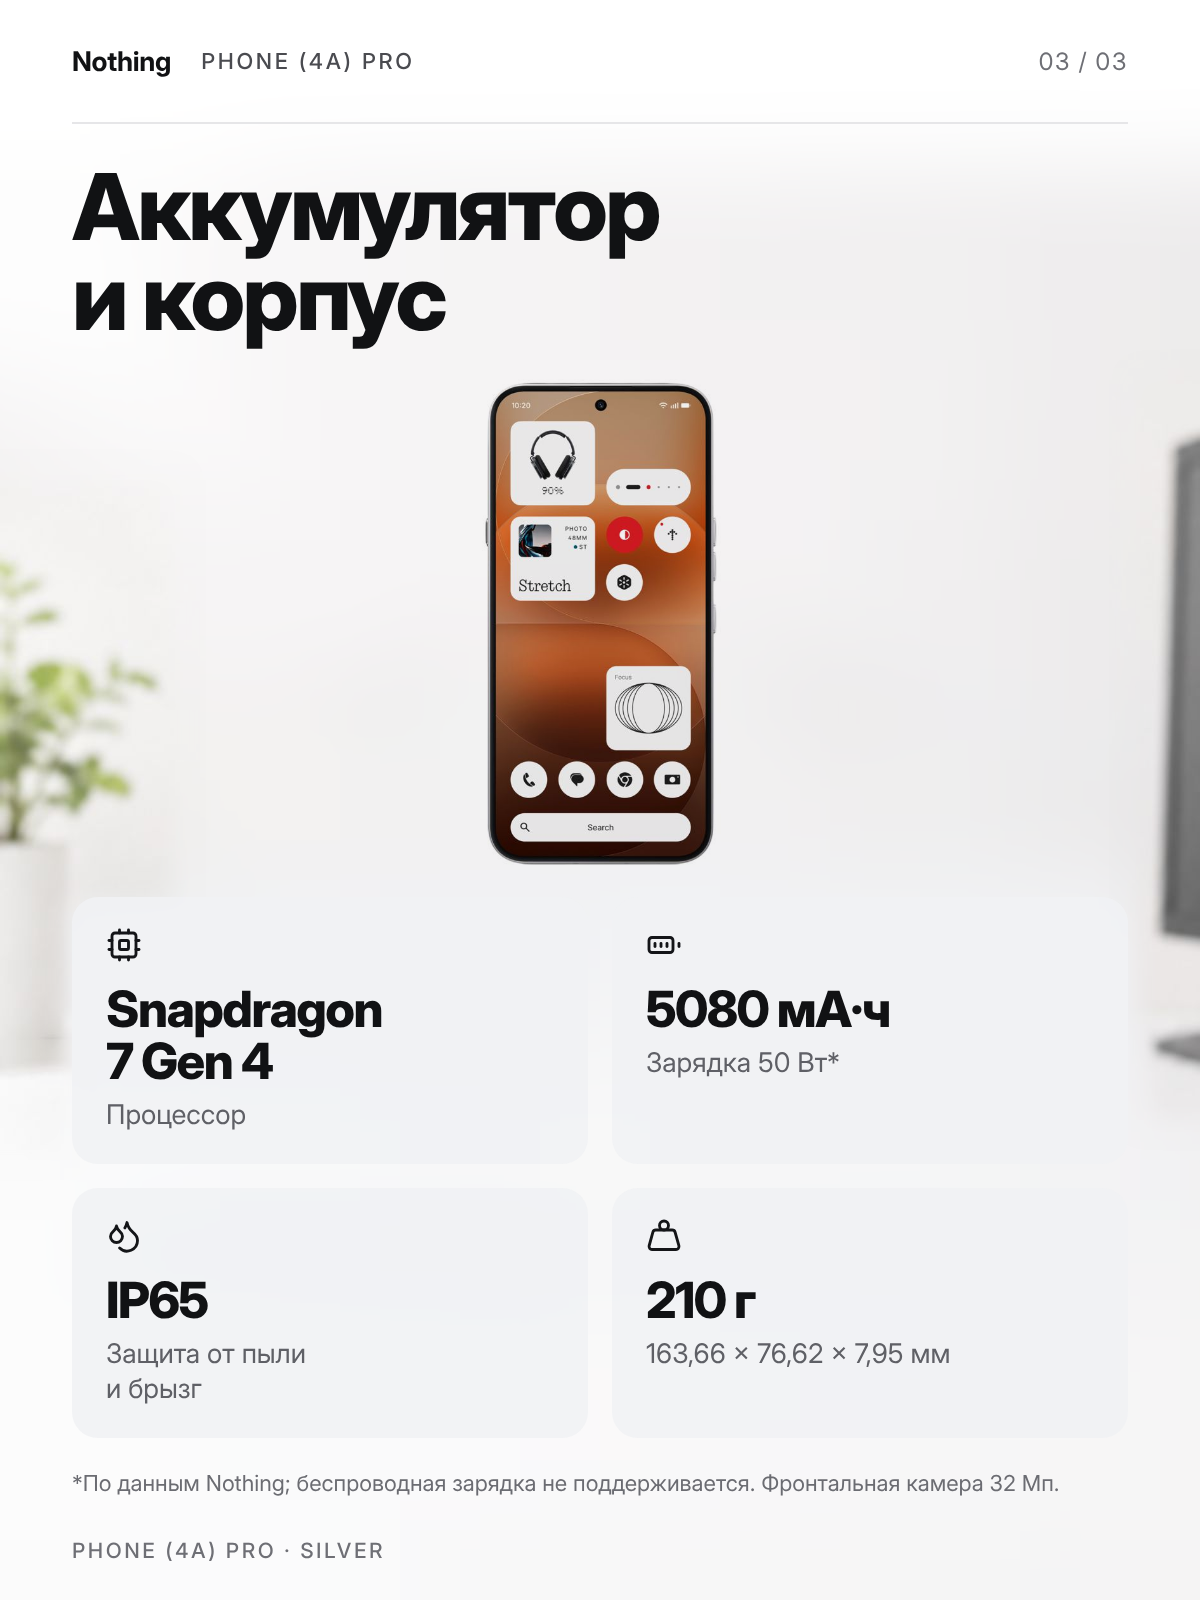 Nothing PHONE (4A) PRO 03 / 03
Аккумулятор
и корпус
10:20
90%
PHOTO
48MM
ST
Stretch
Focus
Search
Snapdragon
7 Gen 4
Процессор
5080 мА·ч
Зарядка 50 Вт*
IP65
Защита от пыли
и брызг
210 г
163,66 × 76,62 × 7,95 мм
*По данным Nothing; беспроводная зарядка не поддерживается. Фронтальная камера 32 Мп.
PHONE (4A) PRO · SILVER